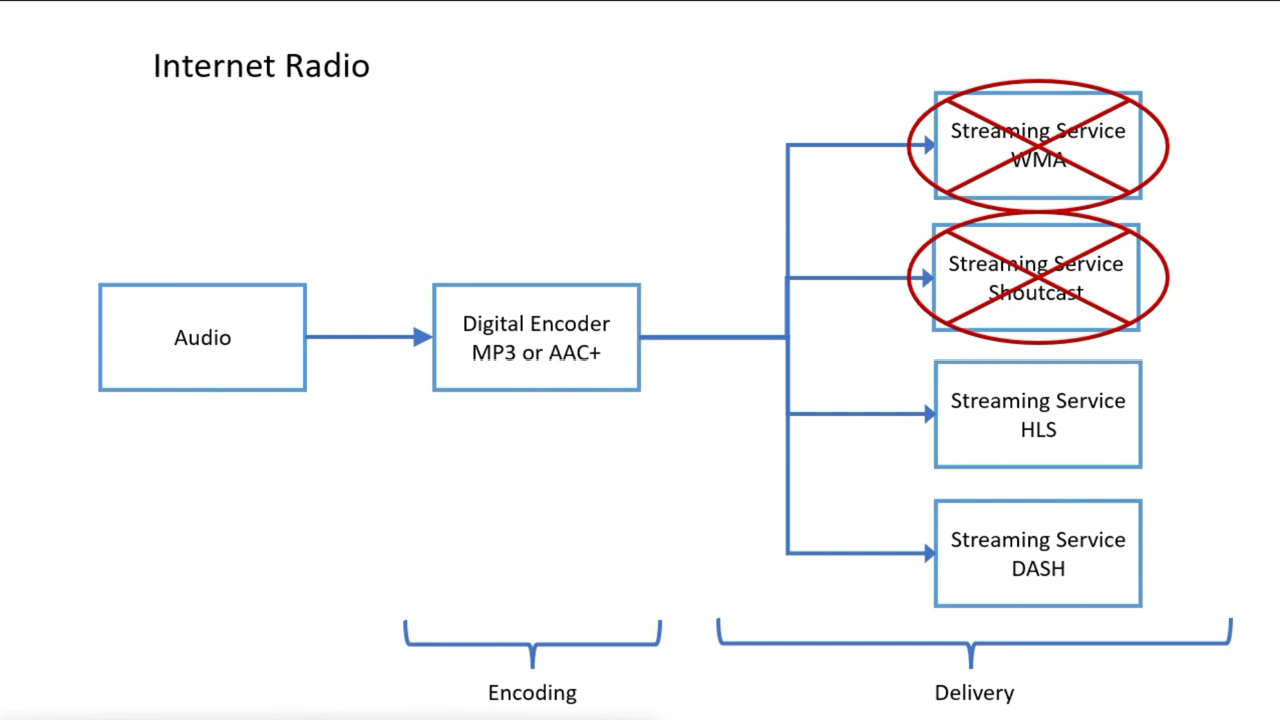 Internet Radio
Streaming Service
WMA
Streaming Service
Shoutcast
Audio
Digital Encoder
MP3 or AAC+
Streaming Service
HLS
Streaming Service
DASH
Encoding
Delivery